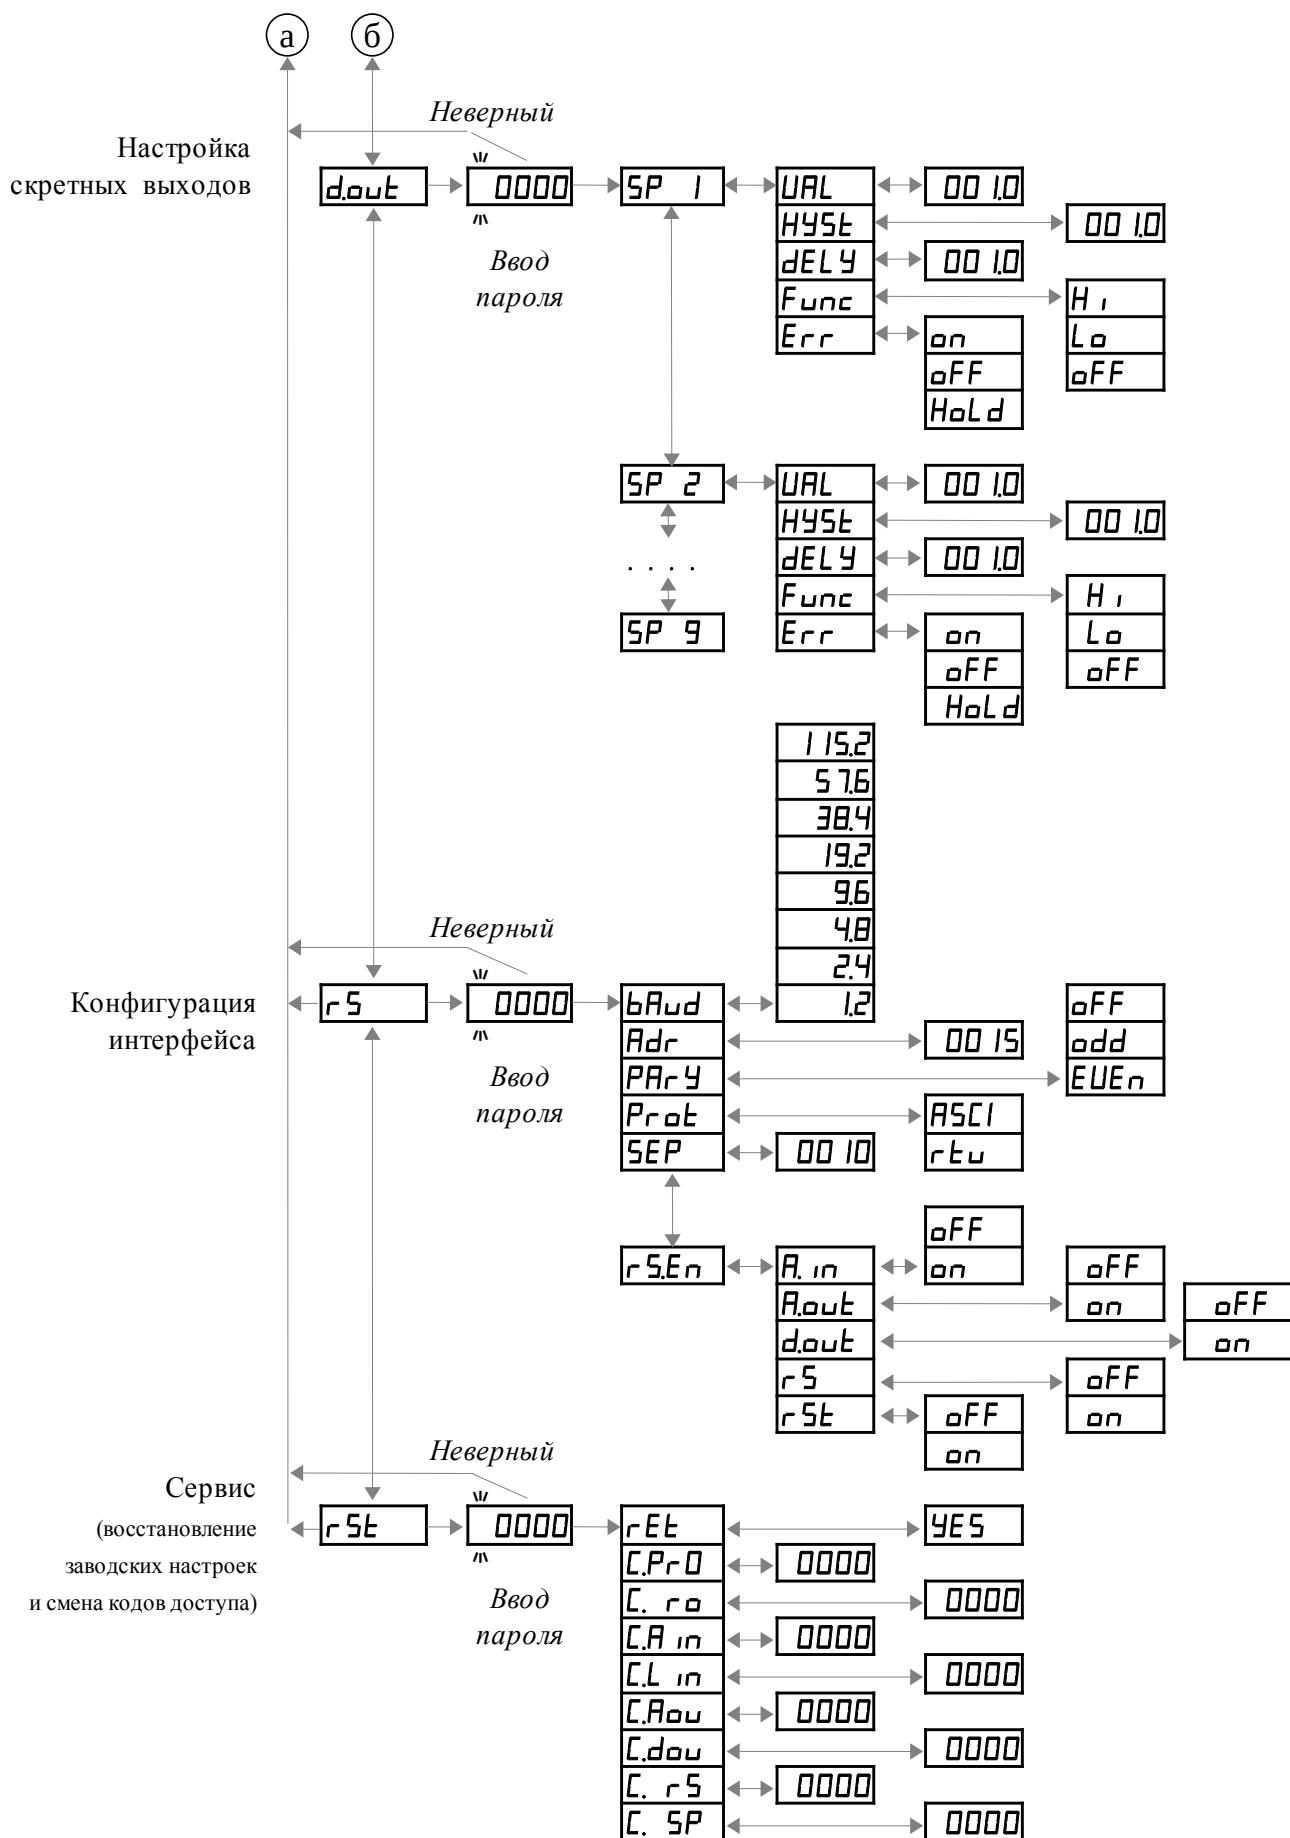 а б
Неверный
Настройка
скретных выходов
d.out 0000 SP 1 UAL 001.0
HYSt 001.0
Ввод
пароля
dELY 001.0
Func Hi
Err on Lo
oFF oFF
HoLd
SP 2 UAL 001.0
HYSt 001.0
. . . . dELY 001.0
Func Hi
SP 9 Err on Lo
oFF oFF
HoLd
115.2
57.6
38.4
19.2
9.6
4.8
2.4
1.2
Неверный
Конфигурация
интерфейса
rS 0000 bAud oFF
Adr 0015 odd
Ввод
пароля
PArY EUEn
Prot ASCI
SEP 0010 rtu
oFF
rS.En A.in on oFF
A.out on oFF
d.out on
rS oFF
rSt oFF on
on
Неверный
Сервис
(восстановление
заводских настроек
и смена кодов доступа)
rSt 0000 rEt YES
Ввод
пароля
C.Pr0 0000
C. ro 0000
C.A in 0000
C.L in 0000
C.Aou 0000
C.dou 0000
C. rS 0000
C. SP 0000